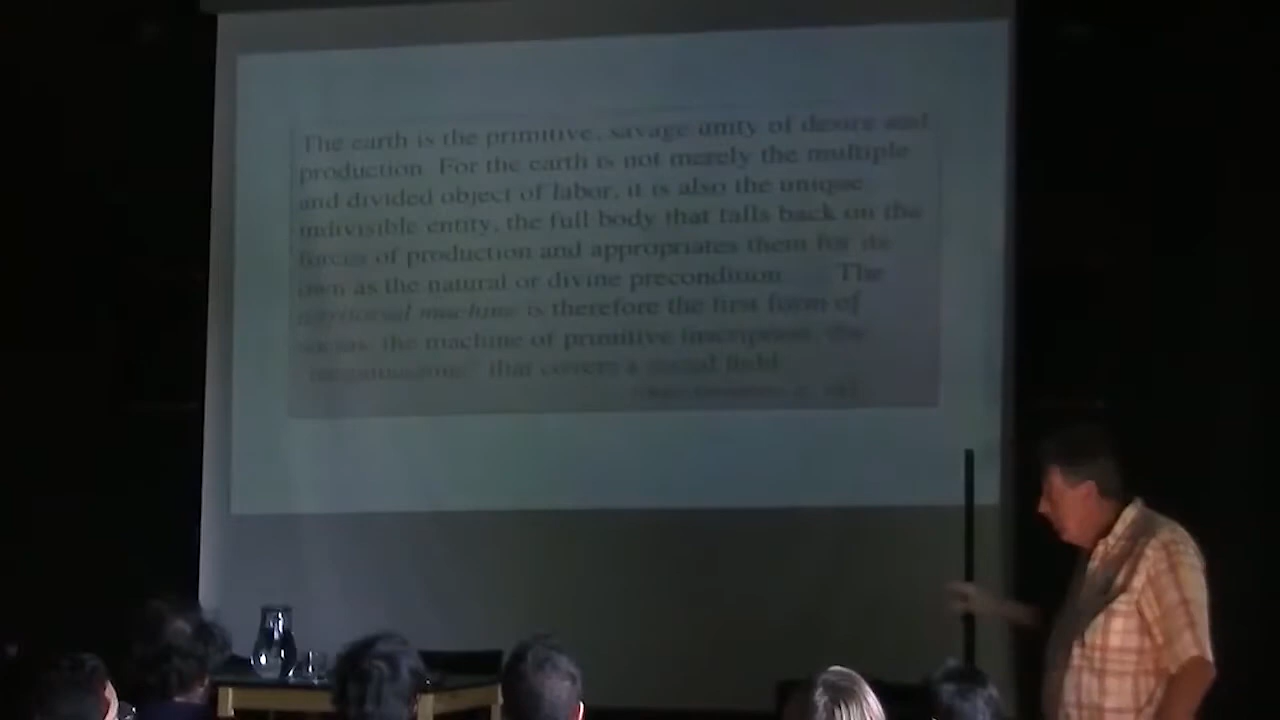 The earth is the primitive, savage unity of desire and
production. For the earth is not merely the multiple
and divided object of labor, it is also the unique
indivisible entity, the full body that falls back on the
forces of production and appropriates them for its
own as the natural or divine precondition ... The
territorial machine is therefore the first form of
socius, the machine of primitive inscription, the
"megamachine" that covers a social field.